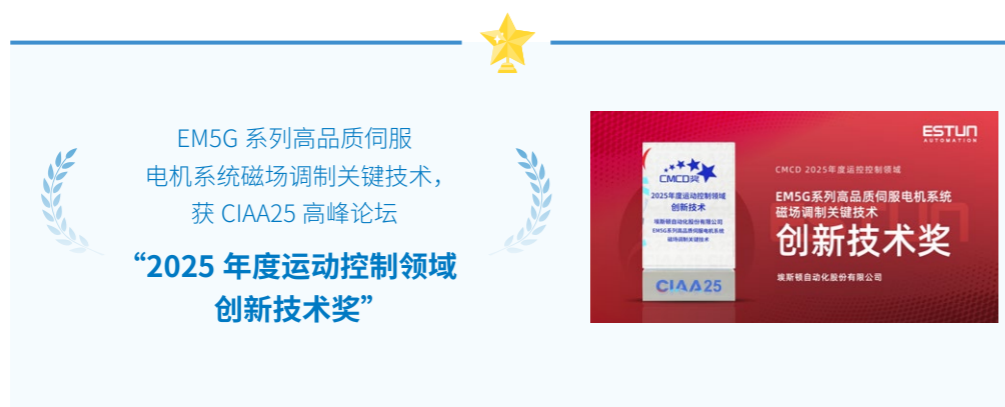 EM5G 系列高品质伺服
电机系统磁场调制关键技术，
获 CIAA25 高峰论坛
“2025 年度运动控制领域
创新技术奖”
ESTUN
AUTOMATION
CMCD 2025年度运控控制领域
EM5G系列高品质伺服电机系统
磁场调制关键技术
创新技术奖
埃斯顿自动化股份有限公司
CMCD奖
2025年度运动控制领域
创新技术
埃斯顿自动化股份有限公司
EM5G系列高品质伺服电机系统
磁场调制关键技术
CIAA25